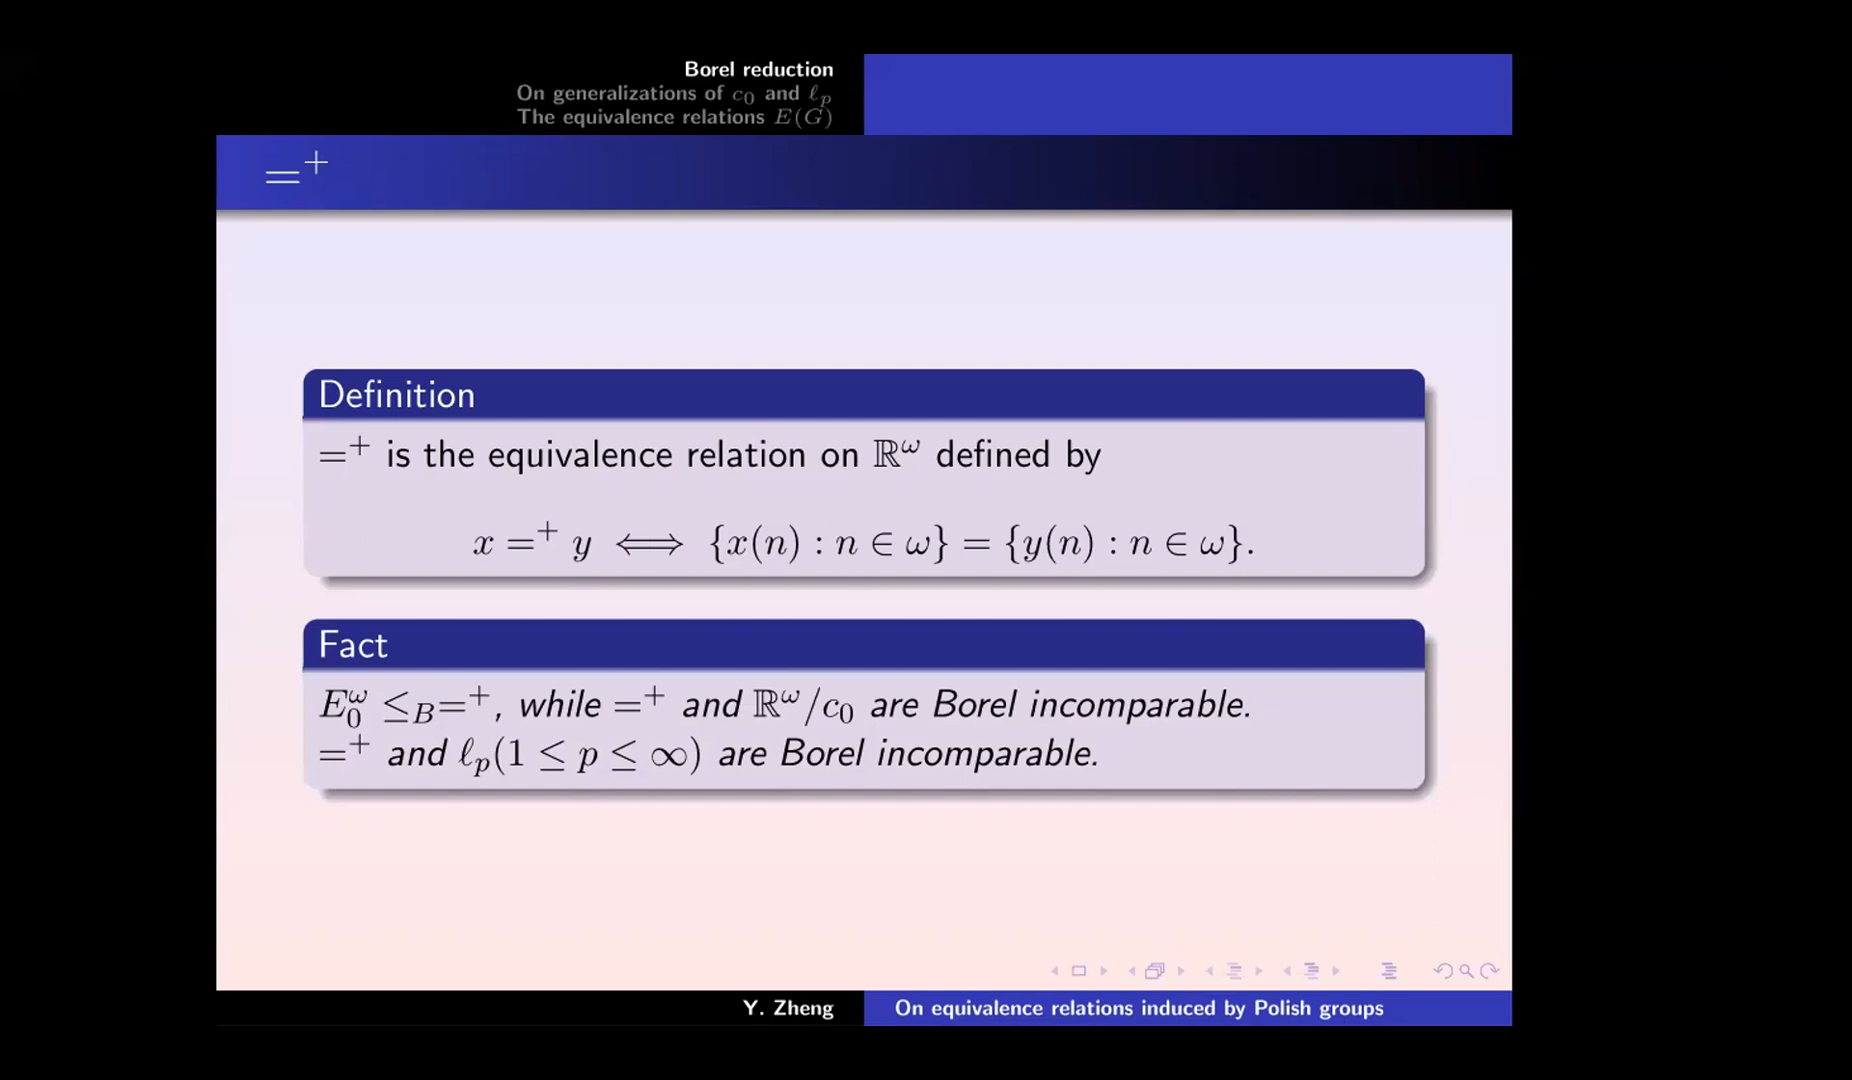 Borel reduction
On generalizations of c₀ and ℓₚ
The equivalence relations E(G)
=⁺
Definition
=⁺ is the equivalence relation on ℝ^ω defined by
x =⁺ y ⟺ {x(n) : n ∈ ω} = {y(n) : n ∈ ω}.
Fact
E₀^ω ≤_B=⁺, while =⁺ and ℝ^ω/c₀ are Borel incomparable.
=⁺ and ℓₚ(1 ≤ p ≤ ∞) are Borel incomparable.
Y. Zheng
On equivalence relations induced by Polish groups